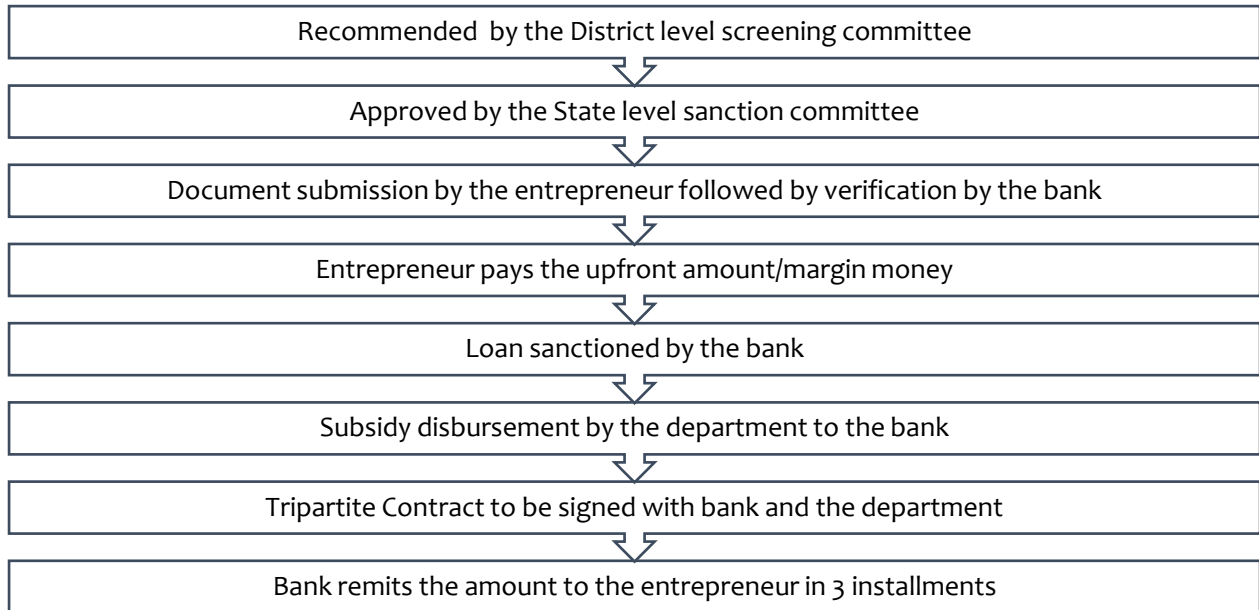 Recommended by the District level screening committee
Approved by the State level sanction committee
Document submission by the entrepreneur followed by verification by the bank
Entrepreneur pays the upfront amount/margin money
Loan sanctioned by the bank
Subsidy disbursement by the department to the bank
Tripartite Contract to be signed with bank and the department
Bank remits the amount to the entrepreneur in 3 installments